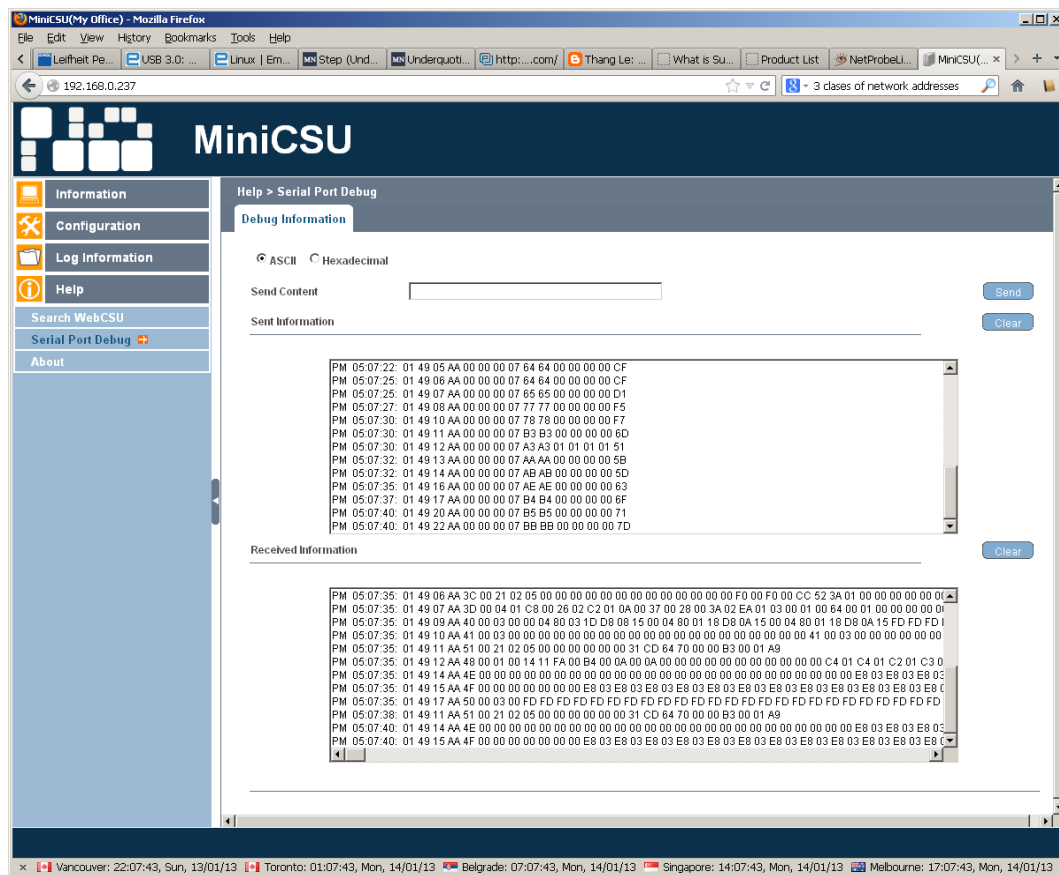 MiniCSU(My Office) - Mozilla Firefox
File Edit View History Bookmarks Tools Help
Leifheit Pe... USB 3.0: ... Linux | Em... MN Step (Und... MN Underquoti... http:....com/ Thang Le: ... What is Su... Product List NetProbeLi... MiniCSU(... ×
192.168.0.237 8 3 clases of network addresses
MiniCSU
Information
Configuration
Log Information
Help
Search WebCSU
Serial Port Debug
About
Help > Serial Port Debug
Debug Information
ASCII Hexadecimal
Send Content Send
Sent Information Clear
PM 05:07:22: 01 49 05 AA 00 00 00 07 64 64 00 00 00 00 CF
PM 05:07:25: 01 49 06 AA 00 00 00 07 64 64 00 00 00 00 CF
PM 05:07:25: 01 49 07 AA 00 00 00 07 65 65 00 00 00 00 D1
PM 05:07:27: 01 49 08 AA 00 00 00 07 77 77 00 00 00 00 F5
PM 05:07:30: 01 49 10 AA 00 00 00 07 78 78 00 00 00 00 F7
PM 05:07:30: 01 49 11 AA 00 00 00 07 B3 B3 00 00 00 00 6D
PM 05:07:30: 01 49 12 AA 00 00 00 07 A3 A3 01 01 01 01 51
PM 05:07:32: 01 49 13 AA 00 00 00 07 AA AA 00 00 00 00 5B
PM 05:07:32: 01 49 14 AA 00 00 00 07 AB AB 00 00 00 00 5D
PM 05:07:35: 01 49 16 AA 00 00 00 07 AE AE 00 00 00 00 63
PM 05:07:37: 01 49 17 AA 00 00 00 07 B4 B4 00 00 00 00 6F
PM 05:07:40: 01 49 20 AA 00 00 00 07 B5 B5 00 00 00 00 71
PM 05:07:40: 01 49 22 AA 00 00 00 07 BB BB 00 00 00 00 7D
Received Information Clear
PM 05:07:35: 01 49 06 AA 3C 00 21 02 05 00 00 00 00 00 00 00 00 00 00 00 00 F0 00 F0 00 CC 52 3A 01 00 00 00 00 00
PM 05:07:35: 01 49 07 AA 3D 00 04 01 C8 00 26 02 C2 01 0A 00 37 00 28 00 3A 02 EA 01 03 00 01 00 64 00 01 00 00 00 00
PM 05:07:35: 01 49 09 AA 40 00 03 00 00 04 80 03 1D D8 08 15 00 04 80 01 18 D8 0A 15 00 04 80 01 18 D8 0A 15 FD FD FD
PM 05:07:35: 01 49 10 AA 41 00 03 00 00 00 00 00 00 00 00 00 00 00 00 00 00 00 00 00 00 00 00 41 00 03 00 00 00 00 00 00
PM 05:07:35: 01 49 11 AA 51 00 21 02 05 00 00 00 00 00 00 31 CD 64 70 00 00 B3 00 01 A9
PM 05:07:35: 01 49 12 AA 48 00 01 00 14 11 FA 00 B4 00 0A 00 0A 00 00 00 00 00 00 00 00 00 00 00 C4 01 C4 01 C2 01 C3
PM 05:07:35: 01 49 14 AA 4E 00 00 00 00 00 00 00 00 00 00 00 00 00 00 00 00 00 00 00 00 00 00 00 00 E8 03 E8 03 E8 03
PM 05:07:35: 01 49 15 AA 4F 00 00 00 00 00 00 00 E8 03 E8 03 E8 03 E8 03 E8 03 E8 03 E8 03 E8 03 E8 03 E8 03 E8
PM 05:07:35: 01 49 17 AA 50 00 03 00 FD FD FD FD FD FD FD FD FD FD FD FD FD FD FD FD FD FD FD FD FD FD FD FD
PM 05:07:38: 01 49 11 AA 51 00 21 02 05 00 00 00 00 00 00 31 CD 64 70 00 00 B3 00 01 A9
PM 05:07:40: 01 49 14 AA 4E 00 00 00 00 00 00 00 00 00 00 00 00 00 00 00 00 00 00 00 00 00 00 00 00 E8 03 E8 03 E8 03
PM 05:07:40: 01 49 15 AA 4F 00 00 00 00 00 00 00 E8 03 E8 03 E8 03 E8 03 E8 03 E8 03 E8 03 E8 03 E8 03 E8 03 E8
× Vancouver: 22:07:43, Sun, 13/01/13 Toronto: 01:07:43, Mon, 14/01/13 Belgrade: 07:07:43, Mon, 14/01/13 Singapore: 14:07:43, Mon, 14/01/13 Melbourne: 17:07:43, Mon, 14/01/13